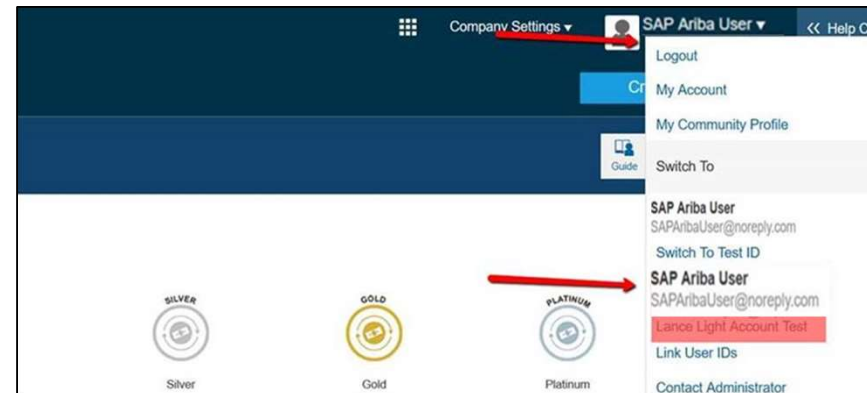 Company Settings ▾
SAP Ariba User ▾
<< Help C
Logout
Cr
My Account
My Community Profile
Guide
Switch To
SAP Ariba User
SAPAribaUser@noreply.com
Switch To Test ID
SAP Ariba User
SAPAribaUser@noreply.com
Lance Light Account Test
Link User IDs
Contact Administrator
SILVER
GOLD
PLATINUM
Silver
Gold
Platinum